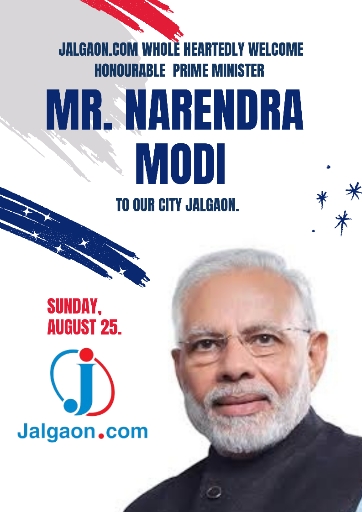 JALGAON.COM WHOLE HEARTEDLY WELCOME
HONOURABLE PRIME MINISTER
MR. NARENDRA
MODI
TO OUR CITY JALGAON.
SUNDAY,
AUGUST 25.
J
Jalgaon.com